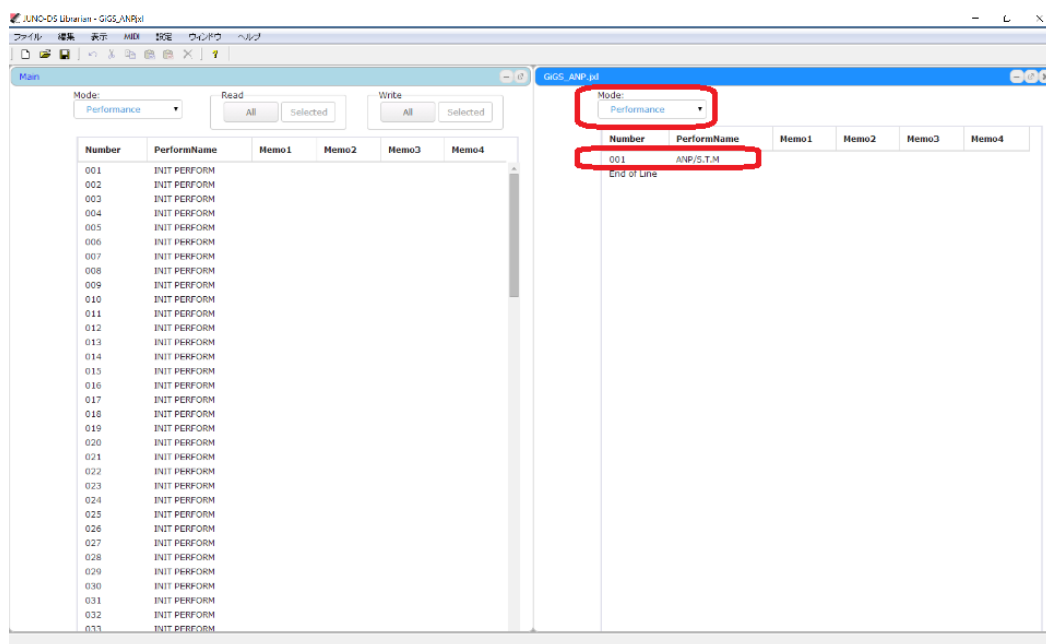 JUNO-DS Librarian - GiGS_ANP.jxl
ファイル 編集 表示 MIDI 設定 ウィンドウ ヘルプ
Main
Mode:
Performance
Read
All Selected
Write
All Selected
Number PerformName Memo1 Memo2 Memo3 Memo4
001 INIT PERFORM
002 INIT PERFORM
003 INIT PERFORM
004 INIT PERFORM
005 INIT PERFORM
006 INIT PERFORM
007 INIT PERFORM
008 INIT PERFORM
009 INIT PERFORM
010 INIT PERFORM
011 INIT PERFORM
012 INIT PERFORM
013 INIT PERFORM
014 INIT PERFORM
015 INIT PERFORM
016 INIT PERFORM
017 INIT PERFORM
018 INIT PERFORM
019 INIT PERFORM
020 INIT PERFORM
021 INIT PERFORM
022 INIT PERFORM
023 INIT PERFORM
024 INIT PERFORM
025 INIT PERFORM
026 INIT PERFORM
027 INIT PERFORM
028 INIT PERFORM
029 INIT PERFORM
030 INIT PERFORM
031 INIT PERFORM
032 INIT PERFORM
033 INIT PERFORM
GiGS_ANP.jxl
Mode:
Performance
Number PerformName Memo1 Memo2 Memo3 Memo4
001 ANP/S.T.M
End of Line